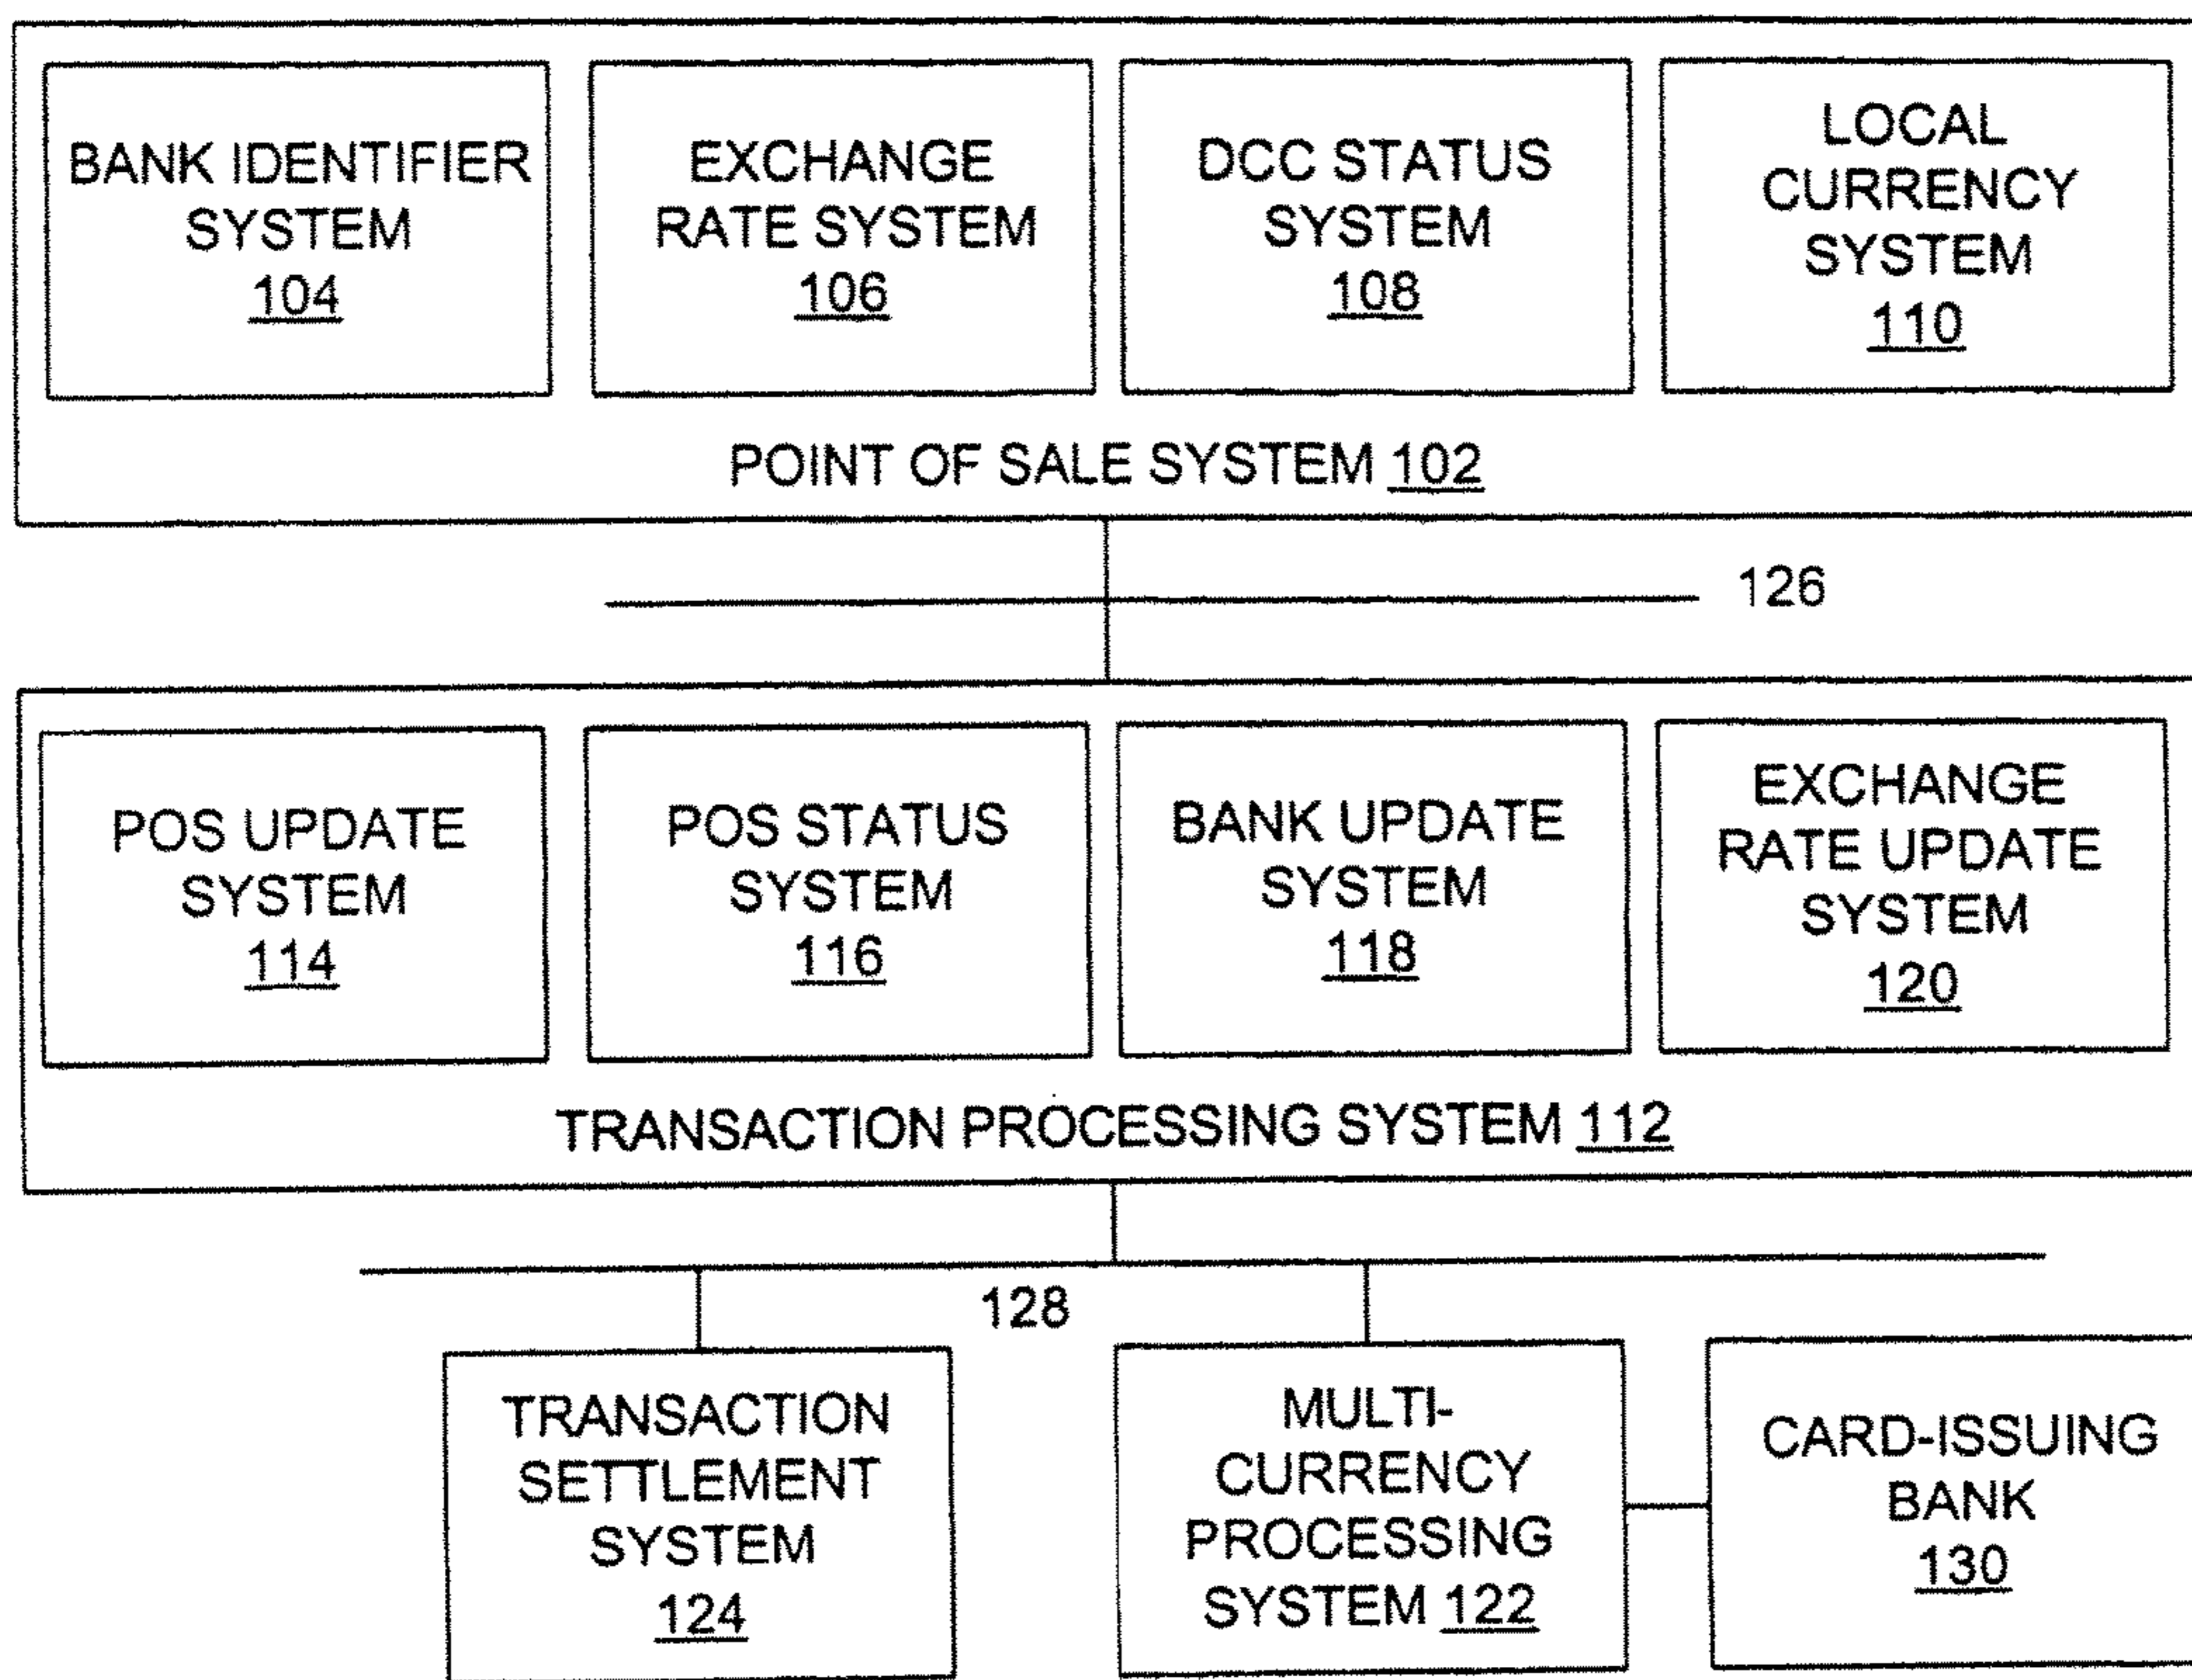 BANK IDENTIFIER
SYSTEM
104
EXCHANGE
RATE SYSTEM
106
DCC STATUS
SYSTEM
108
LOCAL
CURRENCY
SYSTEM
110
POINT OF SALE SYSTEM 102
126
POS UPDATE
SYSTEM
114
POS STATUS
SYSTEM
116
BANK UPDATE
SYSTEM
118
EXCHANGE
RATE UPDATE
SYSTEM
120
TRANSACTION PROCESSING SYSTEM 112
128
TRANSACTION
SETTLEMENT
SYSTEM
124
MULTI-
CURRENCY
PROCESSING
SYSTEM 122
CARD-ISSUING
BANK
130